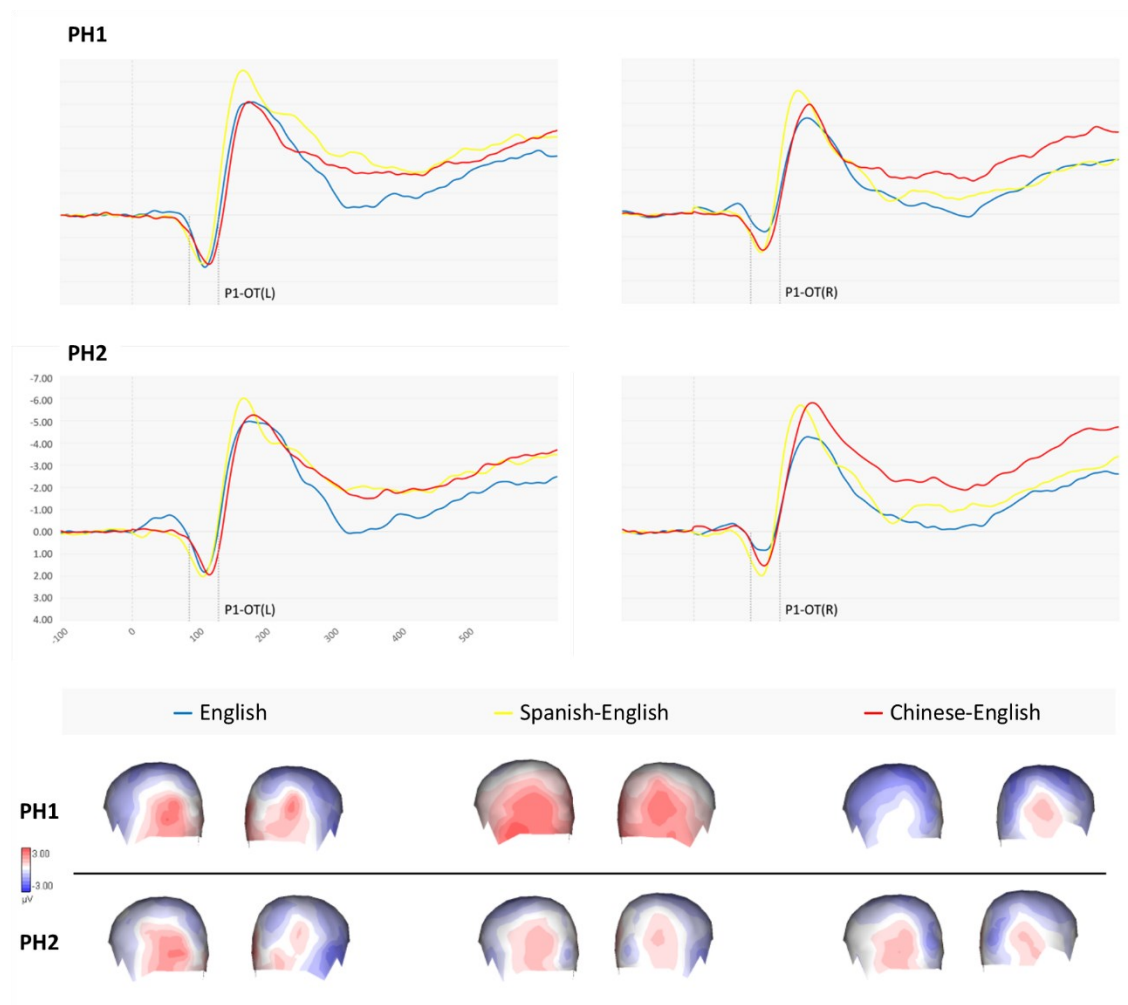 PH1
P1-OT(L)
P1-OT(R)
PH2
-7.00
-6.00
-5.00
-4.00
-3.00
-2.00
-1.00
0.00
1.00
2.00
3.00
4.00
P1-OT(L)
P1-OT(R)
-100
0
100
200
300
400
500
English
Spanish-English
Chinese-English
PH1
3.00
-3.00
µV
PH2